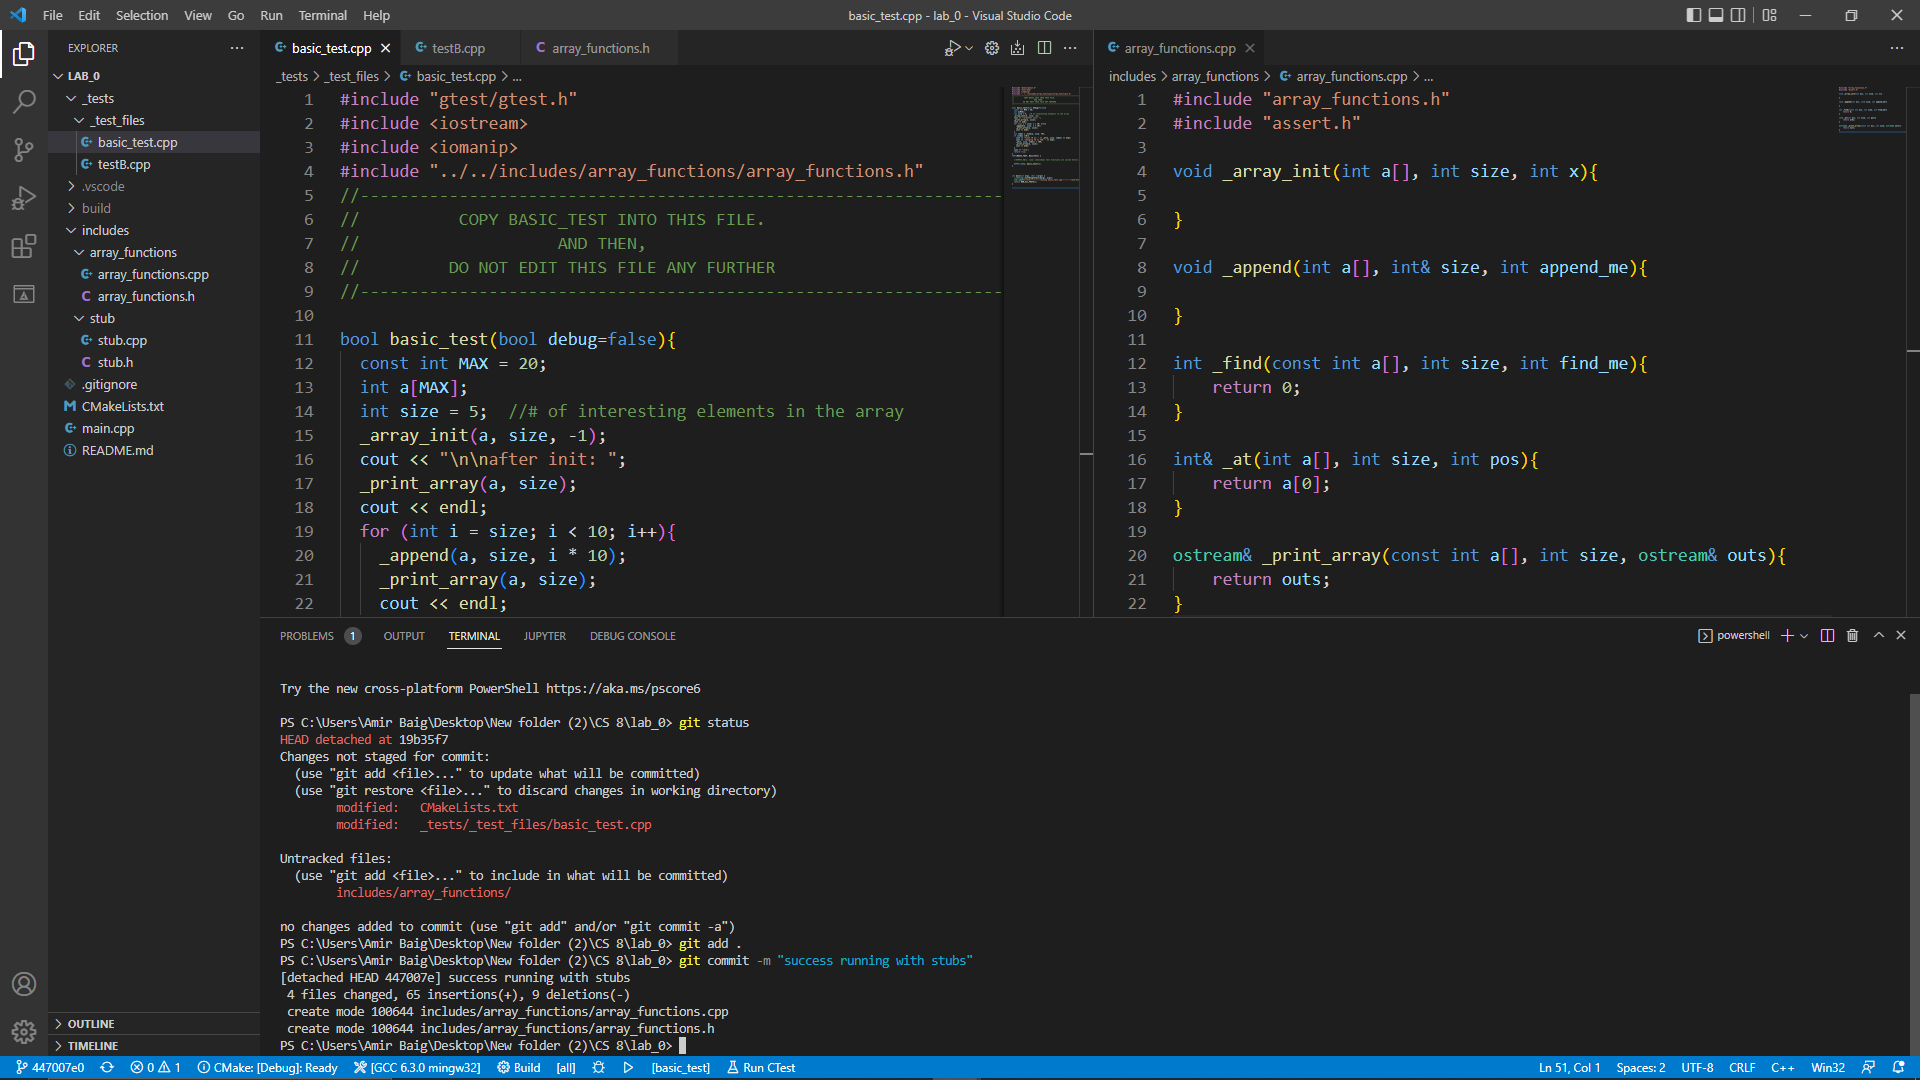 File Edit Selection View Go Run Terminal Help
basic_test.cpp - lab_0 - Visual Studio Code
EXPLORER
LAB_0
_tests
_test_files
basic_test.cpp
testB.cpp
.vscode
build
includes
array_functions
array_functions.cpp
array_functions.h
stub
stub.cpp
stub.h
.gitignore
CMakeLists.txt
main.cpp
README.md
OUTLINE
TIMELINE
basic_test.cpp
testB.cpp
array_functions.h
_tests > _test_files > basic_test.cpp > ...
1 #include "gtest/gtest.h"
2 #include <iostream>
3 #include <iomanip>
4 #include "../../includes/array_functions/array_functions.h"
5 //-----------------------------------------------------------------
6 // COPY BASIC_TEST INTO THIS FILE.
7 // AND THEN,
8 // DO NOT EDIT THIS FILE ANY FURTHER
9 //-----------------------------------------------------------------
10
11 bool basic_test(bool debug=false){
12 const int MAX = 20;
13 int a[MAX];
14 int size = 5; //# of interesting elements in the array
15 _array_init(a, size, -1);
16 cout << "\n\nafter init: ";
17 _print_array(a, size);
18 cout << endl;
19 for (int i = size; i < 10; i++){
20 _append(a, size, i * 10);
21 _print_array(a, size);
22 cout << endl;
array_functions.cpp
includes > array_functions > array_functions.cpp > ...
1 #include "array_functions.h"
2 #include "assert.h"
3
4 void _array_init(int a[], int size, int x){
5
6 }
7
8 void _append(int a[], int& size, int append_me){
9
10 }
11
12 int _find(const int a[], int size, int find_me){
13 return 0;
14 }
15
16 int& _at(int a[], int size, int pos){
17 return a[0];
18 }
19
20 ostream& _print_array(const int a[], int size, ostream& outs){
21 return outs;
22 }
PROBLEMS 1 OUTPUT TERMINAL JUPYTER DEBUG CONSOLE
powershell
Try the new cross-platform PowerShell https://aka.ms/pscore6
PS C:\Users\Amir Baig\Desktop\New folder (2)\CS 8\lab_0> git status
HEAD detached at 19b35f7
Changes not staged for commit:
(use "git add <file>..." to update what will be committed)
(use "git restore <file>..." to discard changes in working directory)
modified: CMakeLists.txt
modified: _tests/_test_files/basic_test.cpp
Untracked files:
(use "git add <file>..." to include in what will be committed)
includes/array_functions/
no changes added to commit (use "git add" and/or "git commit -a")
PS C:\Users\Amir Baig\Desktop\New folder (2)\CS 8\lab_0> git add .
PS C:\Users\Amir Baig\Desktop\New folder (2)\CS 8\lab_0> git commit -m "success running with stubs"
[detached HEAD 447007e] success running with stubs
4 files changed, 65 insertions(+), 9 deletions(-)
create mode 100644 includes/array_functions/array_functions.cpp
create mode 100644 includes/array_functions/array_functions.h
PS C:\Users\Amir Baig\Desktop\New folder (2)\CS 8\lab_0>
447007e0 0 1 CMake: [Debug]: Ready [GCC 6.3.0 mingw32] Build [all] [basic_test] Run CTest Ln 51, Col 1 Spaces: 2 UTF-8 CRLF C++ Win32